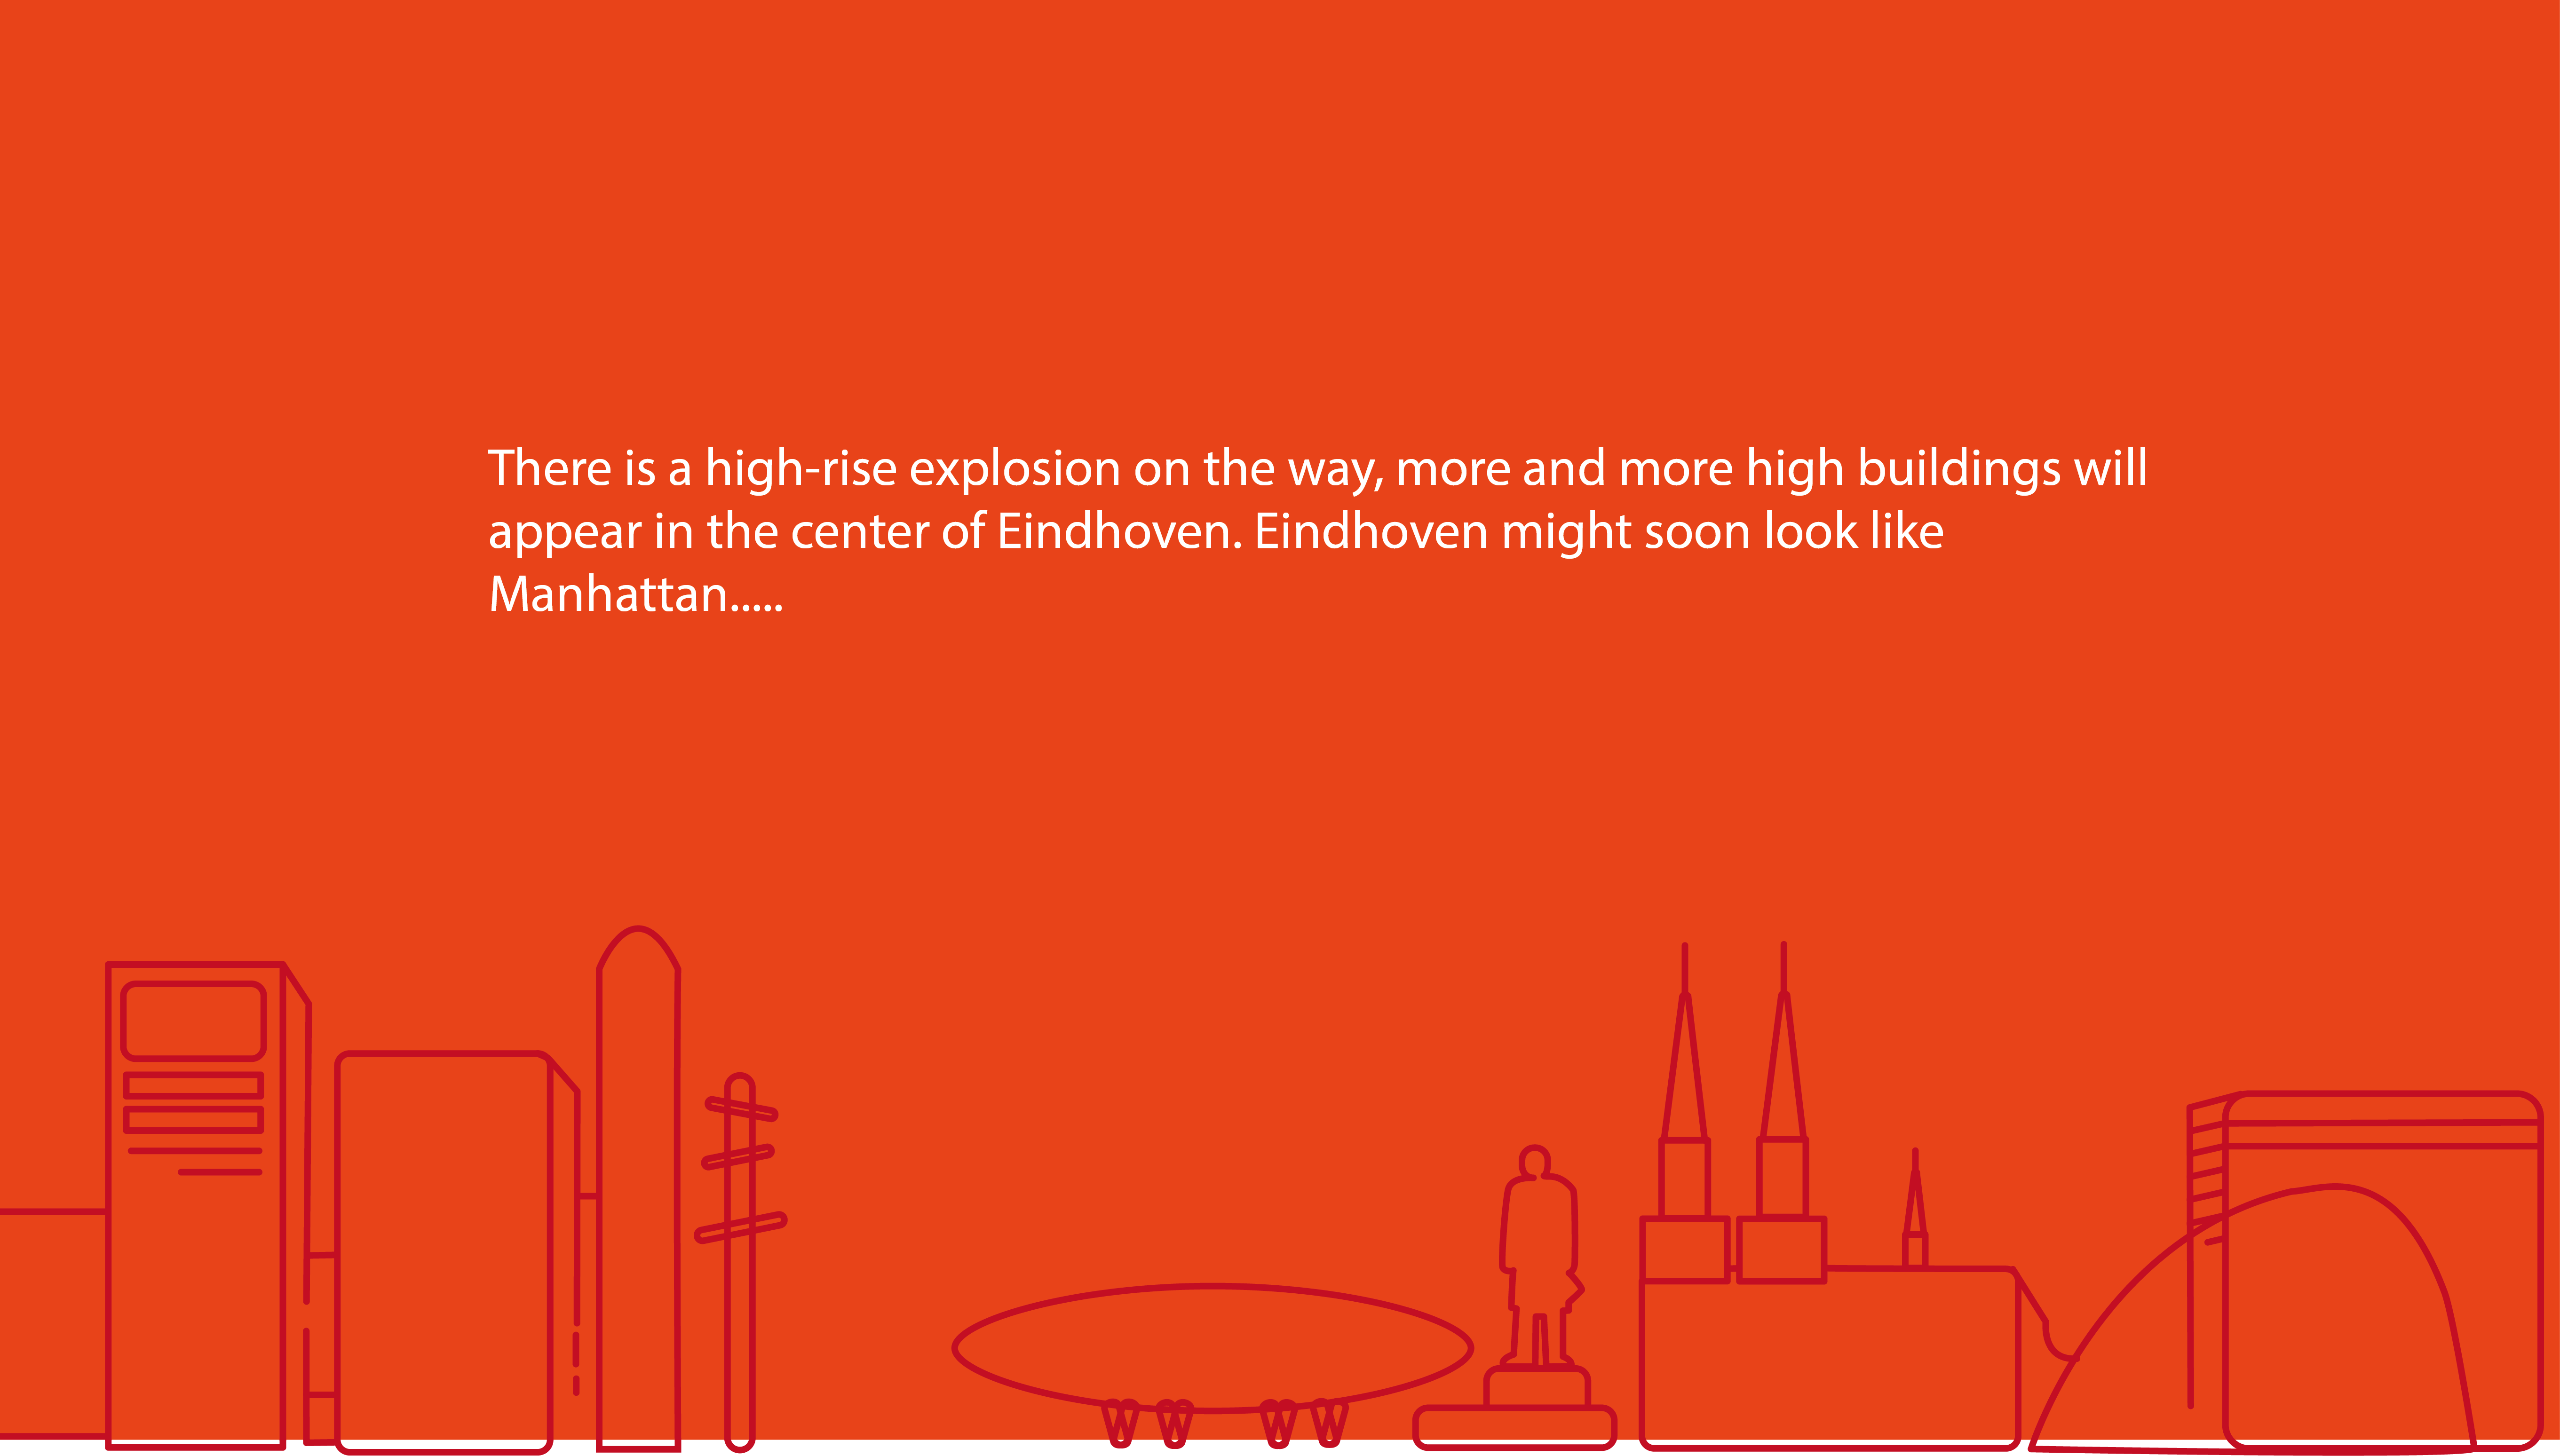 There is a high-rise explosion on the way, more and more high buildings will
appear in the center of Eindhoven. Eindhoven might soon look like
Manhattan.....